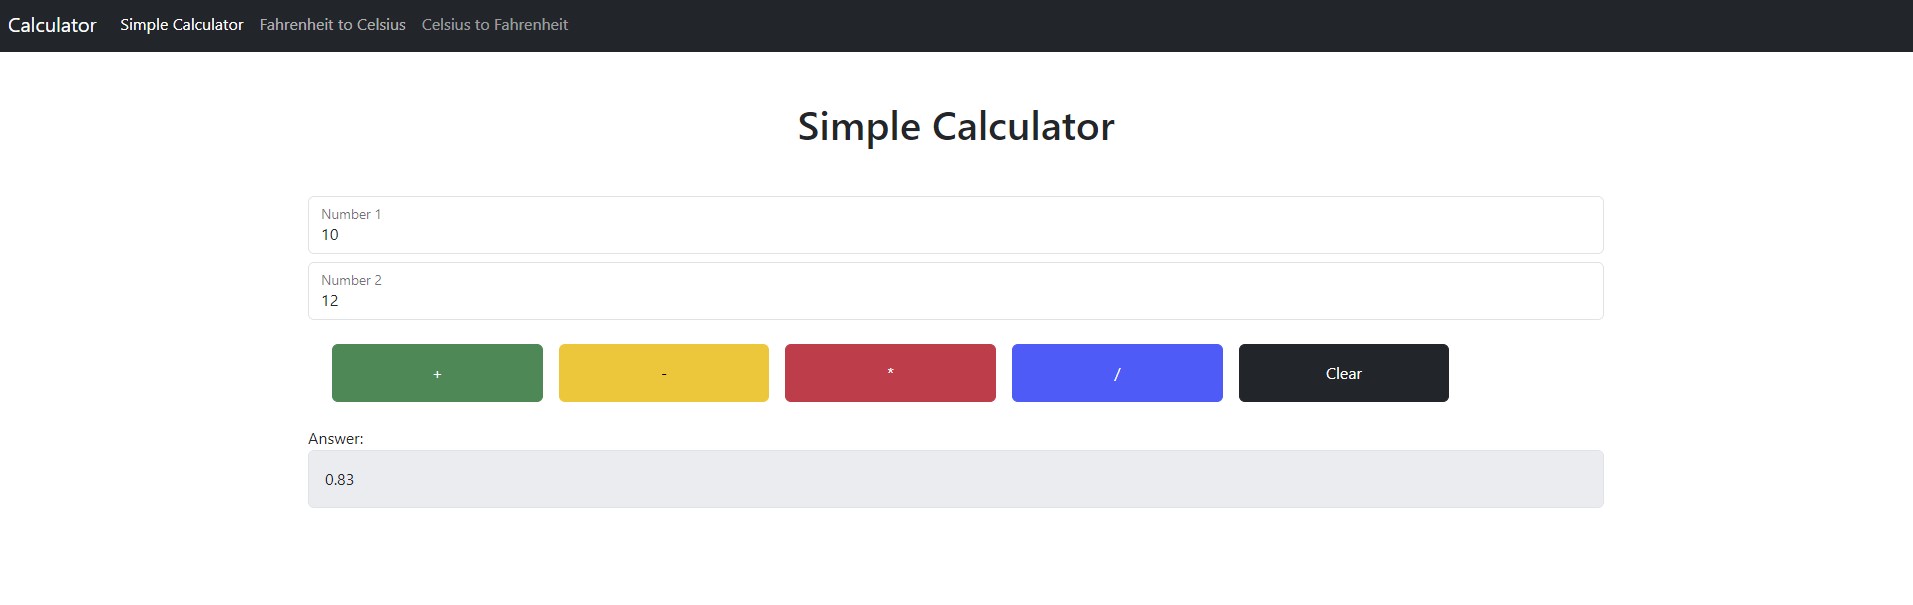 Calculator Simple Calculator Fahrenheit to Celsius Celsius to Fahrenheit
Simple Calculator
Number 1
10
Number 2
12
+ - * / Clear
Answer:
0.83